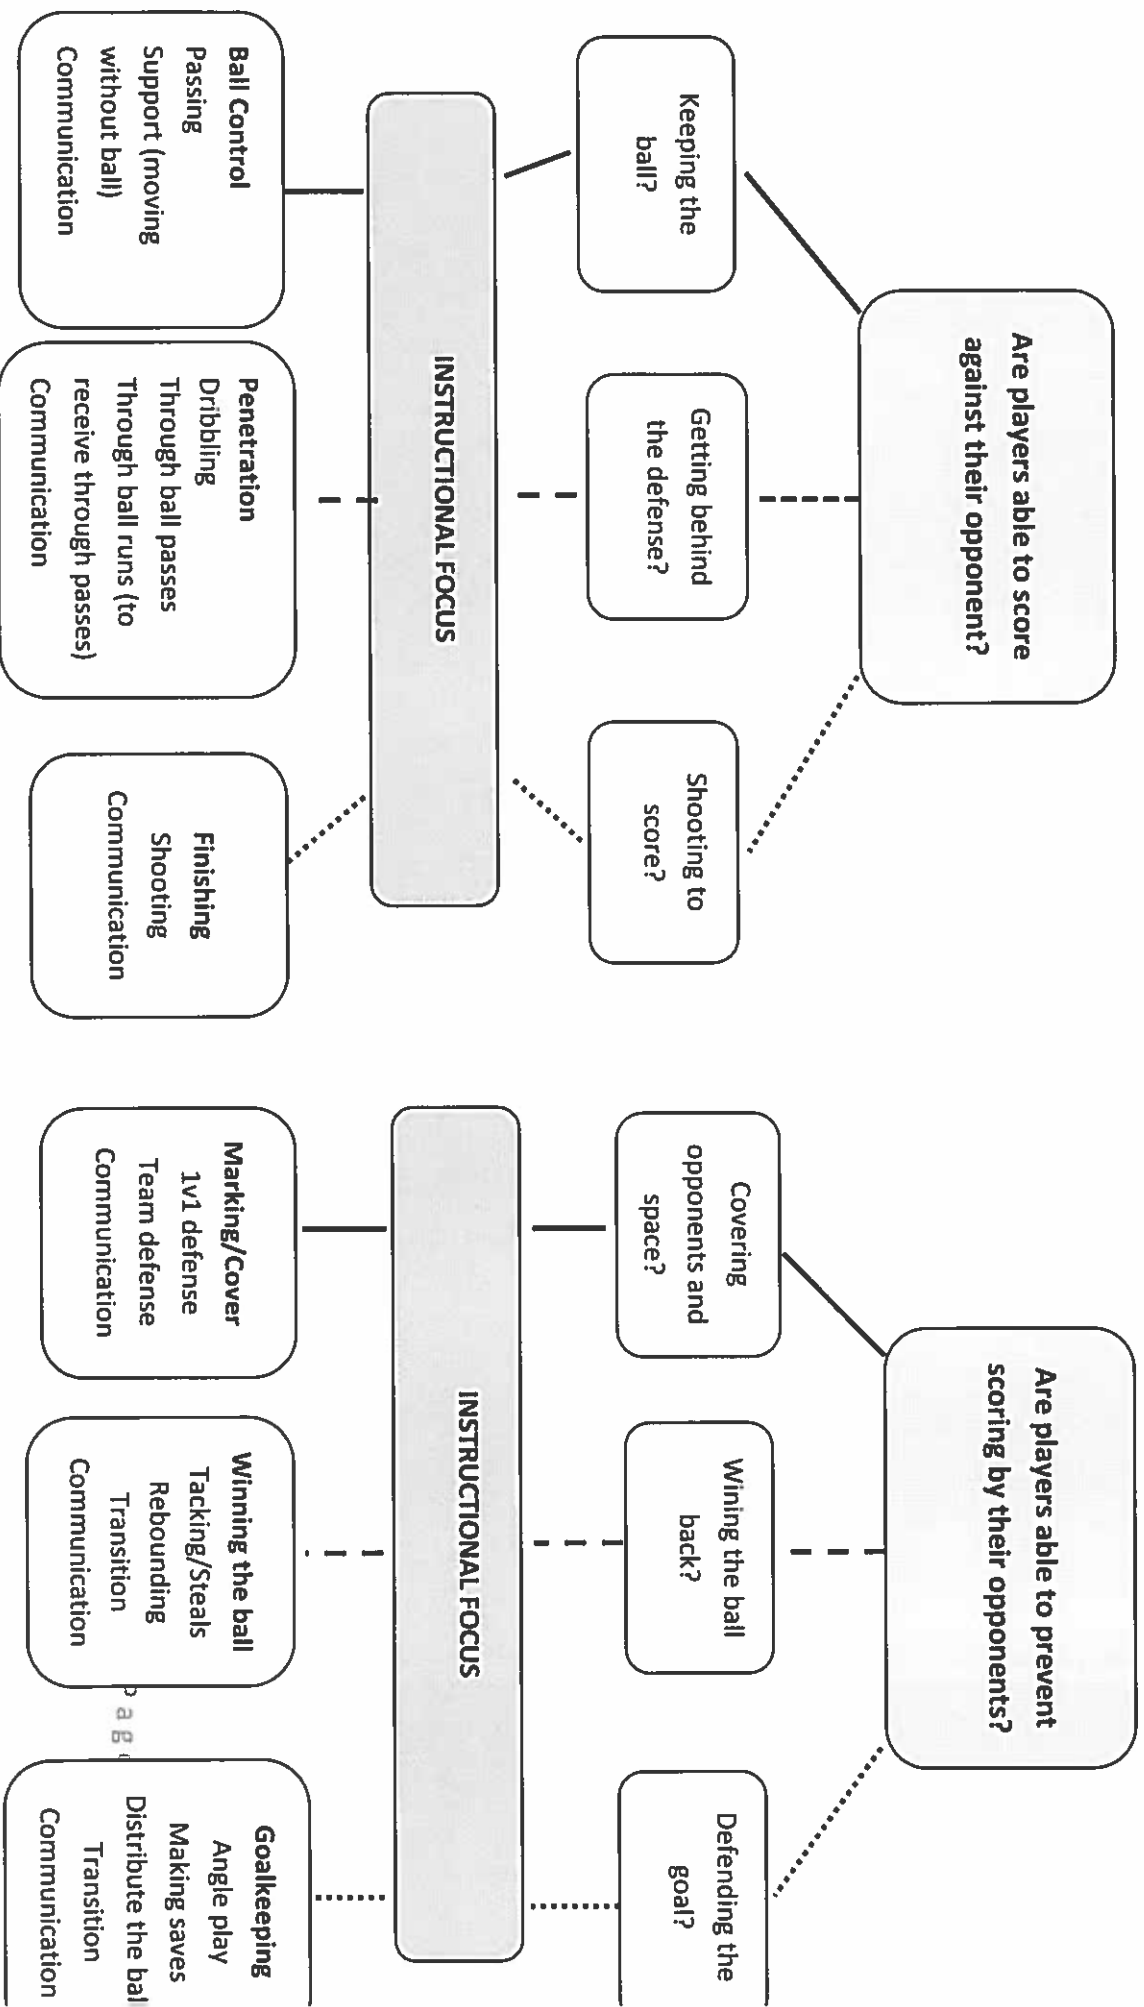 Are players able to score
against their opponent?
Keeping the
ball?
Getting behind
the defense?
Shooting to
score?
INSTRUCTIONAL FOCUS
Ball Control
Passing
Support (moving
without ball)
Communication
Penetration
Dribbling
Through ball passes
Through ball runs (to
receive through passes)
Communication
Finishing
Shooting
Communication
Are players able to prevent
scoring by their opponents?
Covering
opponents and
space?
Wining the ball
back?
Defending the
goal?
INSTRUCTIONAL FOCUS
Marking/Cover
1v1 defense
Team defense
Communication
Winning the ball
Tacking/Steals
Rebounding
Transition
Communication
Goalkeeping
Angle play
Making saves
Distribute the bal
Transition
Communication